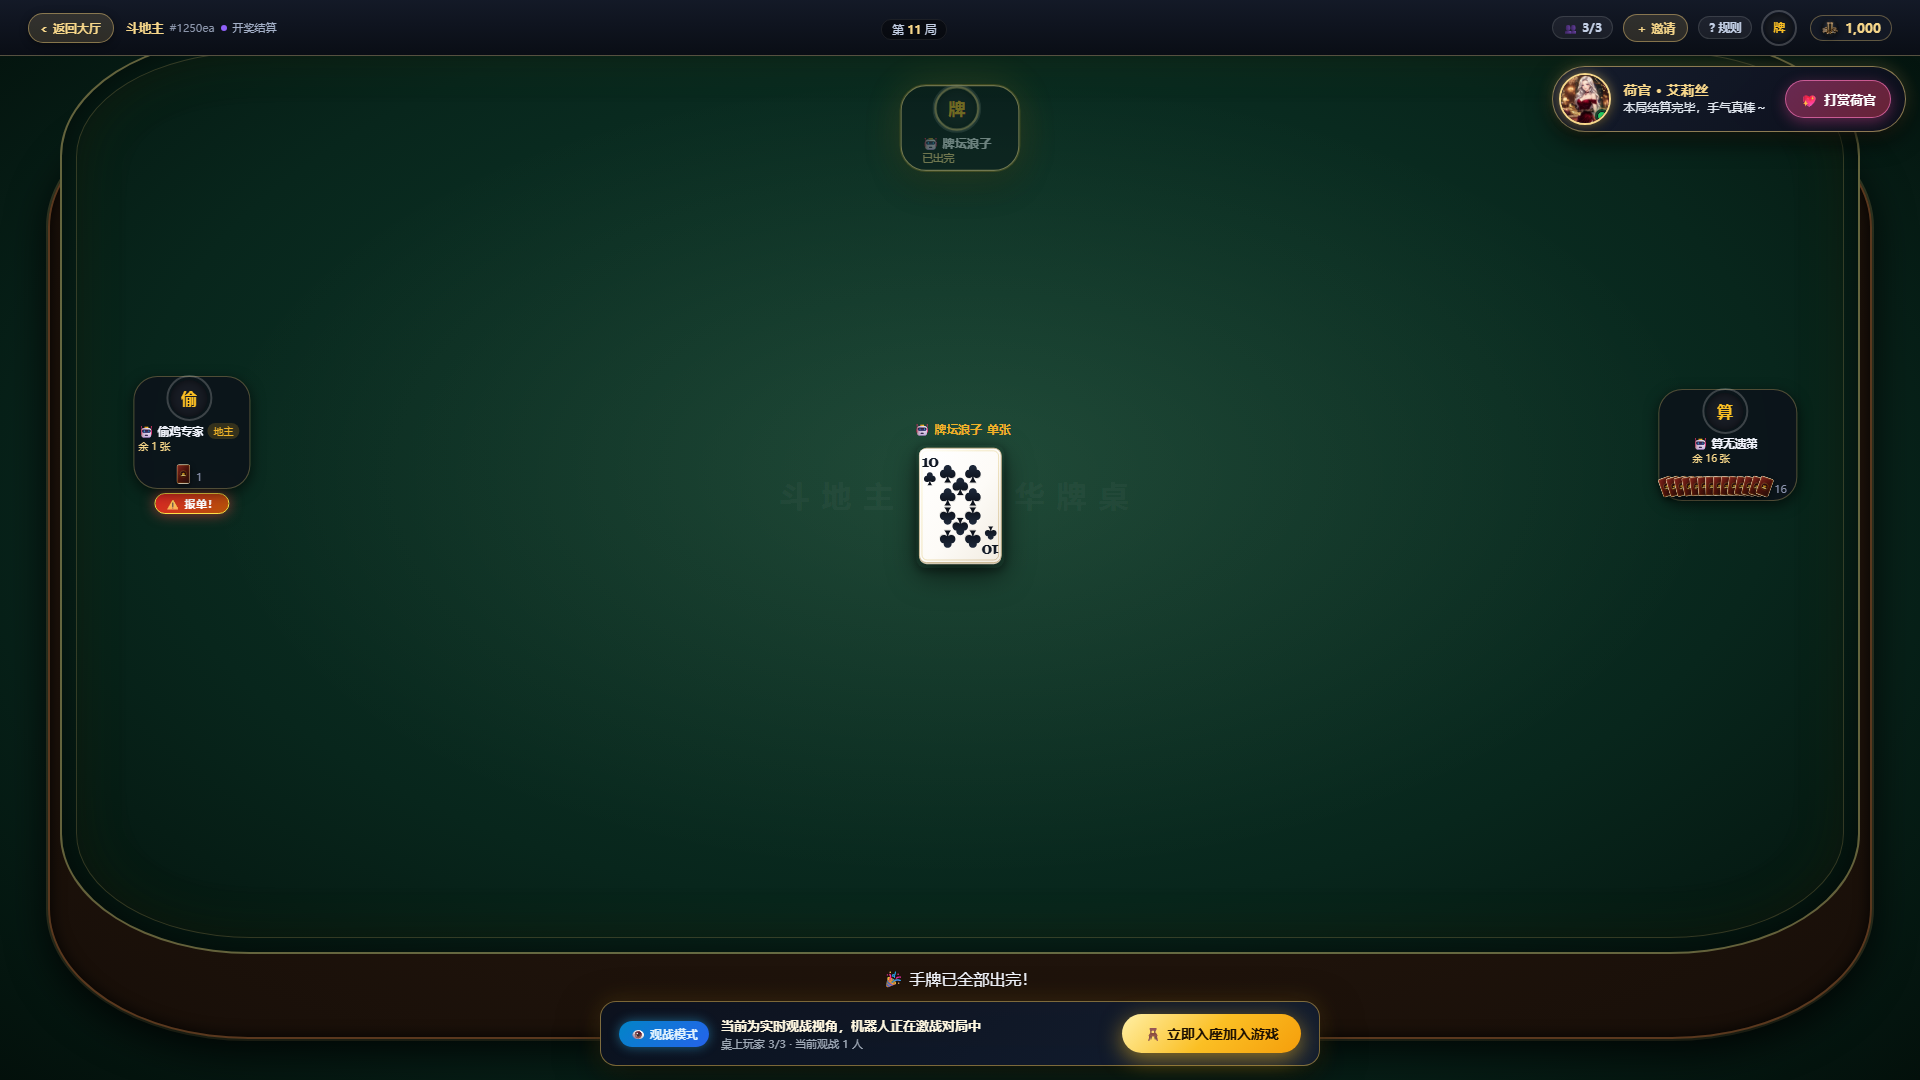 ‹ 返回大厅
斗地主 #1250ea 开奖结算
第 11 局
3/3
+ 邀请
? 规则
牌
1,000
荷官 • 艾莉丝
本局结算完毕，手气真棒～
打赏荷官
牌
牌坛浪子
已出完
偷
偷鸡专家 地主
余 1 张
1
报单！
算
算无遗策
余 16 张
16
牌坛浪子 单张
10
10
斗地主 华牌桌
手牌已全部出完！
观战模式
当前为实时观战视角，机器人正在激战对局中
桌上玩家 3/3 · 当前观战 1 人
立即入座加入游戏